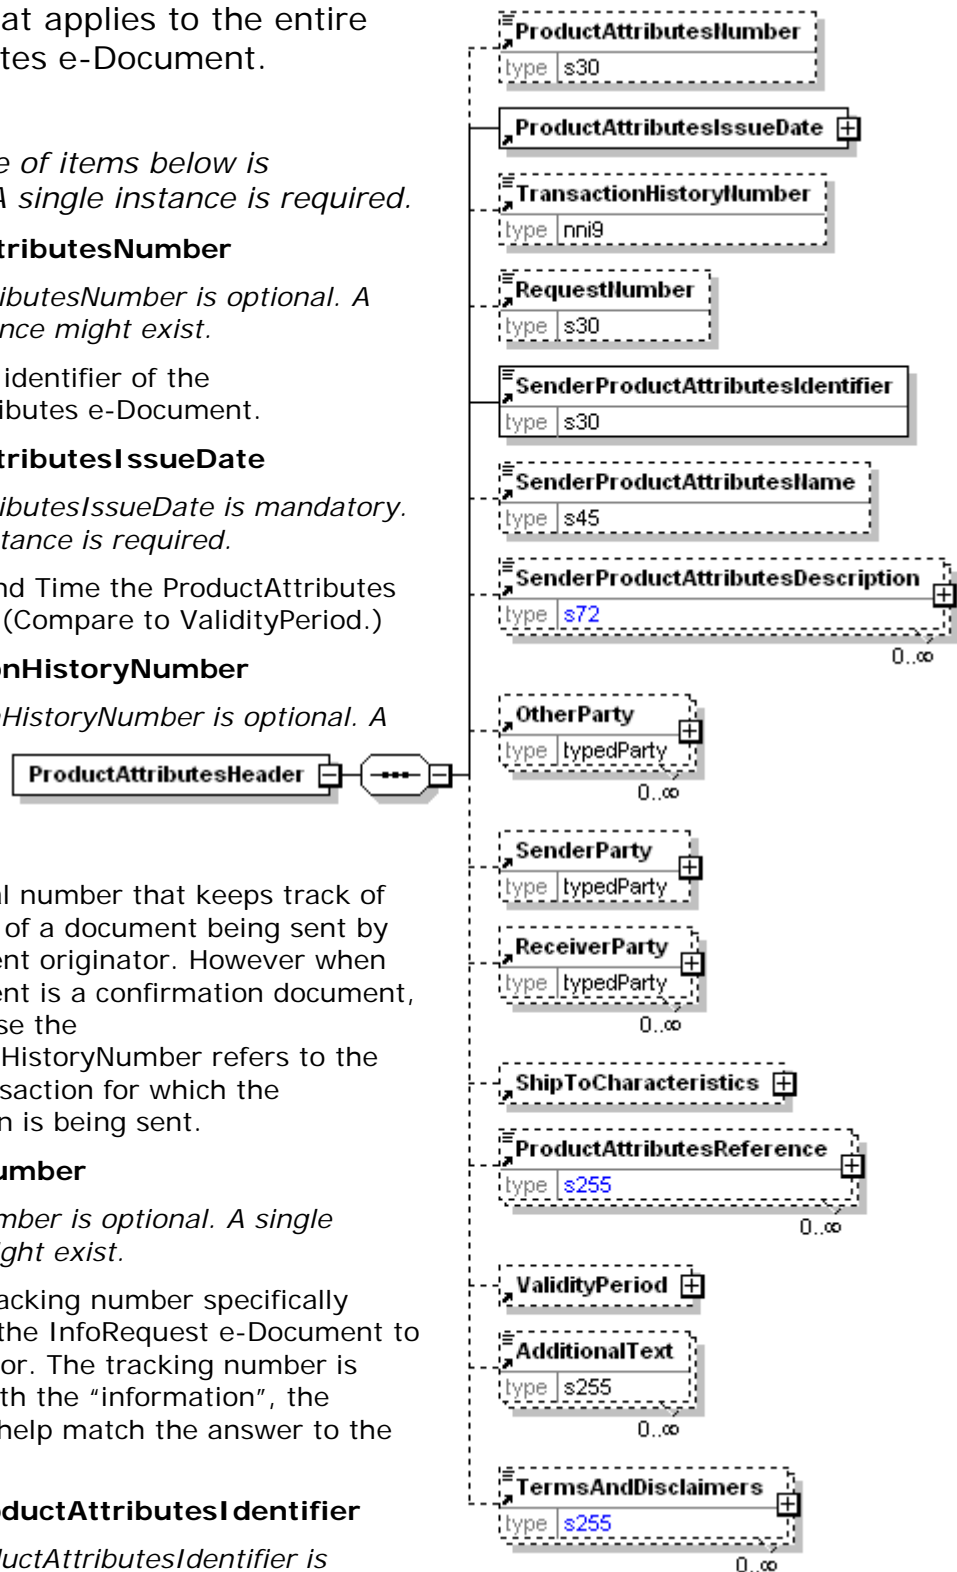 at applies to the entire
tes e-Document.
e of items below is
A single instance is required.
tributesNumber
ibutesNumber is optional. A
nce might exist.
identifier of the
ributes e-Document.
tributesIssueDate
ibutesIssueDate is mandatory.
tance is required.
nd Time the ProductAttributes
(Compare to ValidityPeriod.)
onHistoryNumber
nHistoryNumber is optional. A
ProductAttributesHeader
al number that keeps track of
of a document being sent by
ent originator. However when
ent is a confirmation document,
se the
HistoryNumber refers to the
nsaction for which the
n is being sent.
umber
mber is optional. A single
ight exist.
acking number specifically
the InfoRequest e-Document to
or. The tracking number is
th the “information”, the
help match the answer to the
oductAttributesIdentifier
ductAttributesIdentifier is
ProductAttributesNumber
type s30
ProductAttributesIssueDate
TransactionHistoryNumber
type nni9
RequestNumber
type s30
SenderProductAttributesIdentifier
type s30
SenderProductAttributesName
type s45
SenderProductAttributesDescription
type s72
0..∞
OtherParty
type typedParty
0..∞
SenderParty
type typedParty
ReceiverParty
type typedParty
0..∞
ShipToCharacteristics
ProductAttributesReference
type s255
0..∞
ValidityPeriod
AdditionalText
type s255
0..∞
TermsAndDisclaimers
type s255
0..∞